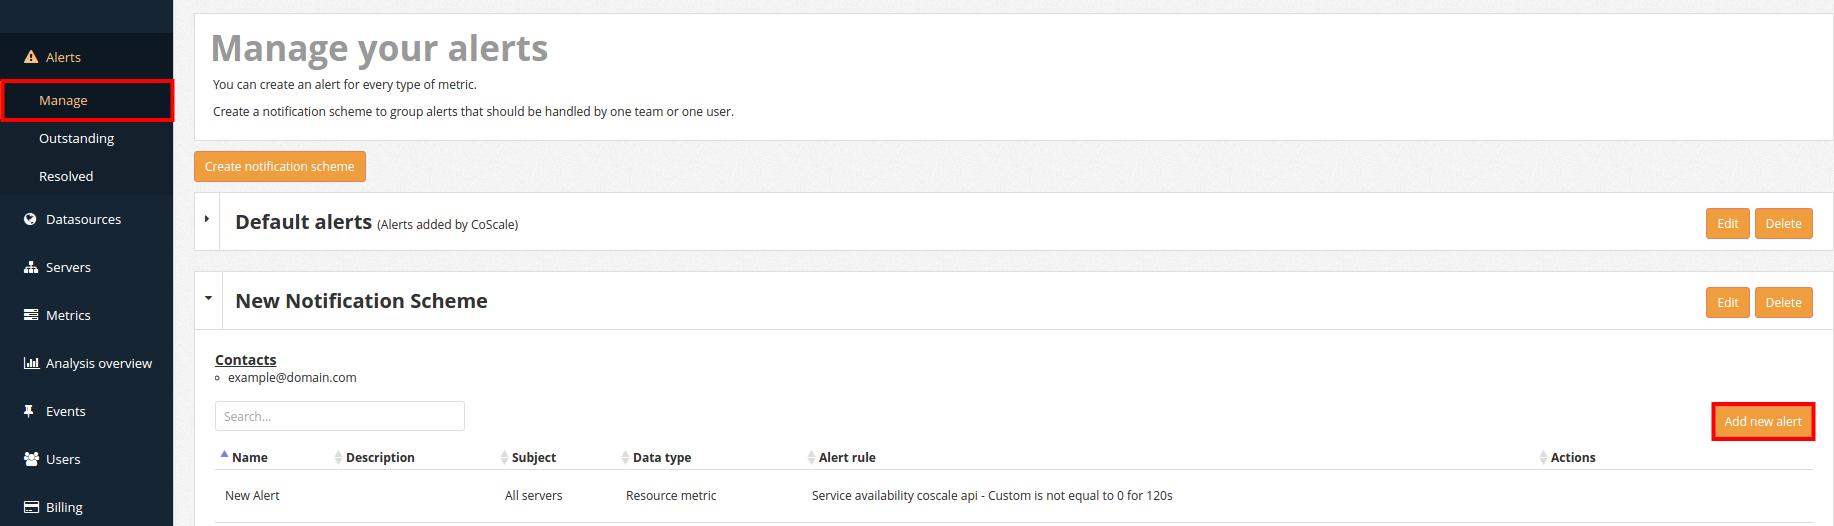 Alerts
Manage
Outstanding
Resolved
Datasources
Servers
Metrics
Analysis overview
Events
Users
Billing
Manage your alerts
You can create an alert for every type of metric.
Create a notification scheme to group alerts that should be handled by one team or one user.
Create notification scheme
Default alerts (Alerts added by CoScale) Edit Delete
New Notification Scheme Edit Delete
Contacts
example@domain.com
Search...
Add new alert
Name Description Subject Data type Alert rule Actions
New Alert All servers Resource metric Service availability coscale api - Custom is not equal to 0 for 120s